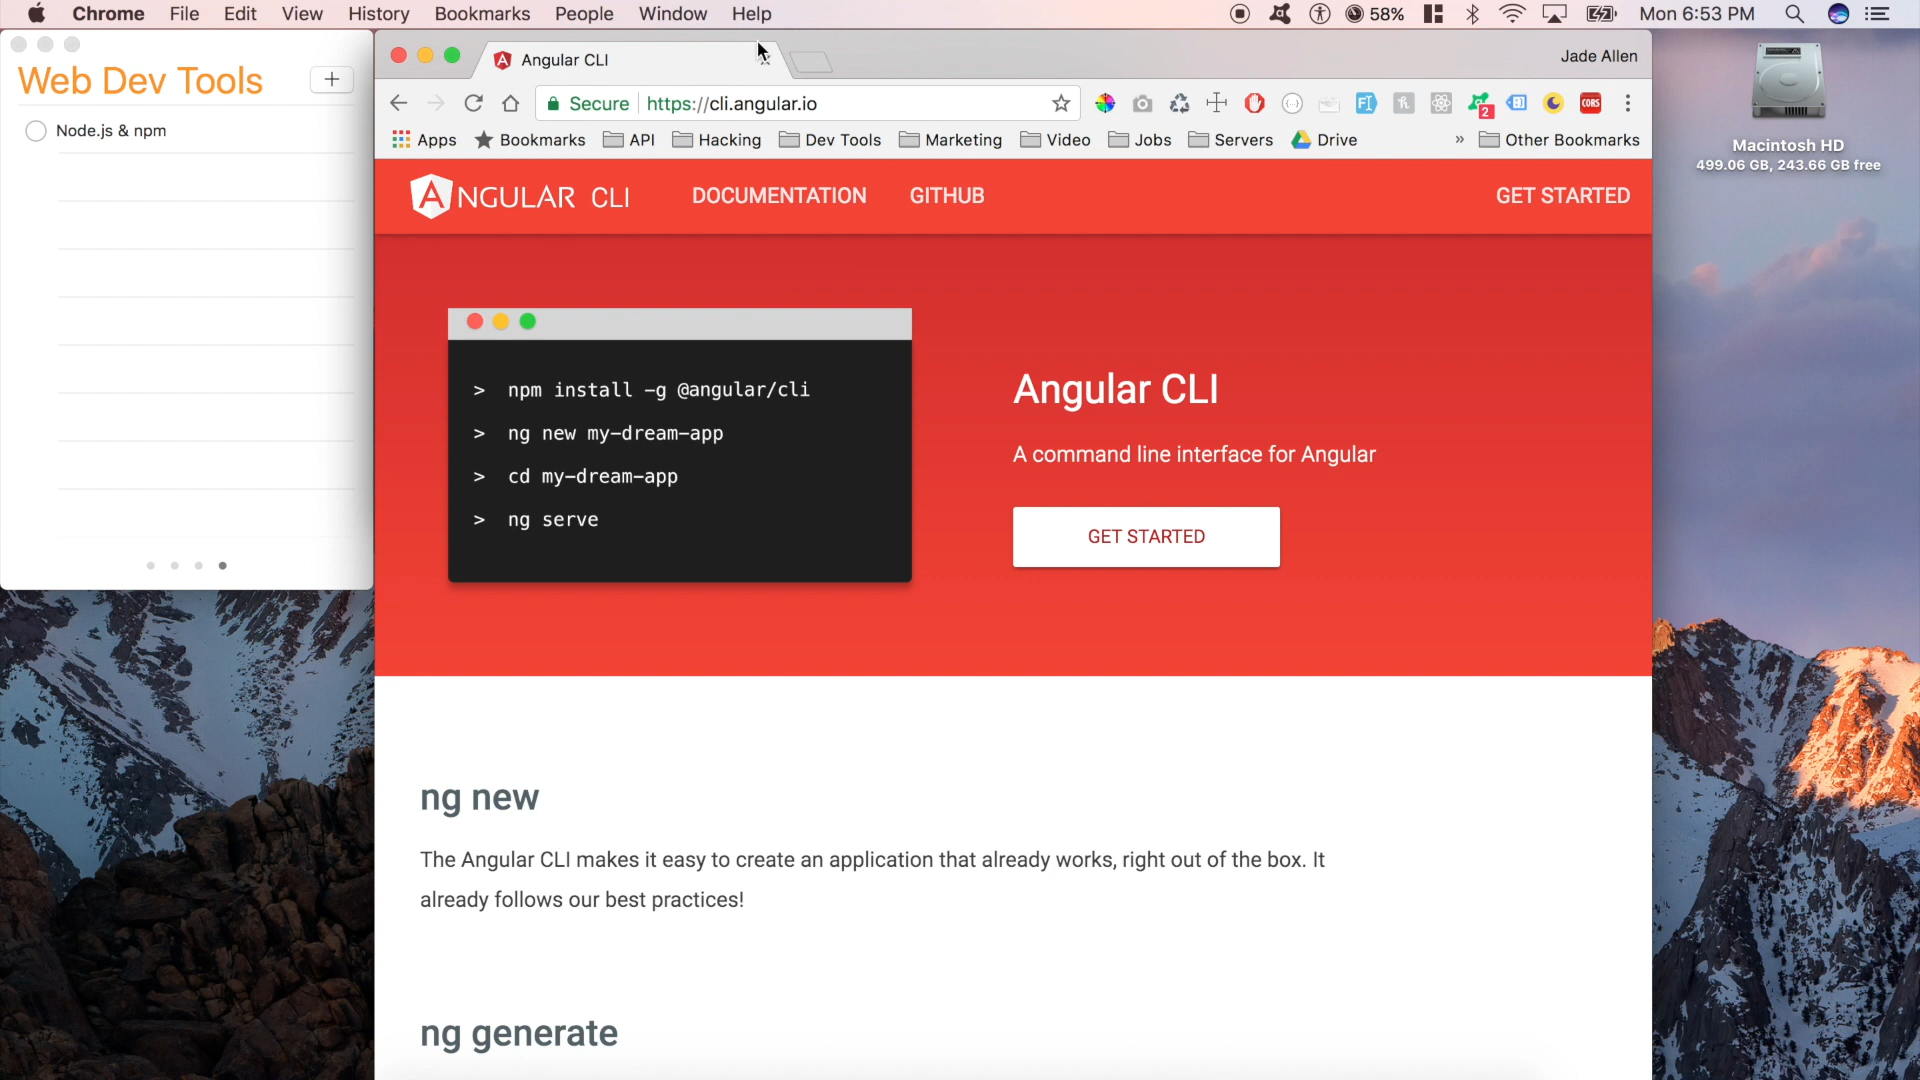 Chrome File Edit View History Bookmarks People Window Help 58% Mon 6:53 PM
Web Dev Tools
+
Node.js & npm
Angular CLI
Jade Allen
Secure https://cli.angular.io
FI
2
CORS
Apps Bookmarks API Hacking Dev Tools Marketing Video Jobs Servers Drive » Other Bookmarks
Macintosh HD
499.06 GB, 243.66 GB free
ANGULAR CLI DOCUMENTATION GITHUB GET STARTED
> npm install -g @angular/cli
> ng new my-dream-app
> cd my-dream-app
> ng serve
Angular CLI
A command line interface for Angular
GET STARTED
ng new
The Angular CLI makes it easy to create an application that already works, right out of the box. It
already follows our best practices!
ng generate